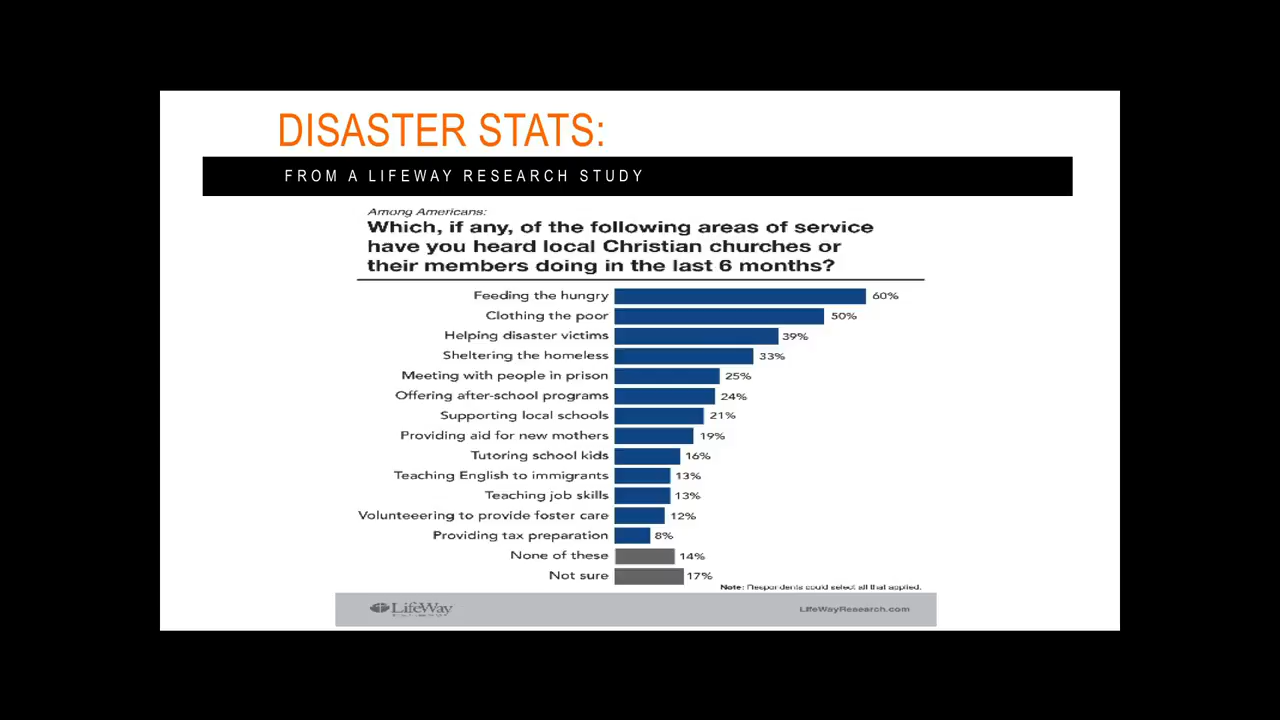 DISASTER STATS:
FROM A LIFEWAY RESEARCH STUDY
Among Americans:
Which, if any, of the following areas of service
have you heard local Christian churches or
their members doing in the last 6 months?
Feeding the hungry 60%
Clothing the poor 50%
Helping disaster victims 39%
Sheltering the homeless 33%
Meeting with people in prison 25%
Offering after-school programs 24%
Supporting local schools 21%
Providing aid for new mothers 19%
Tutoring school kids 16%
Teaching English to immigrants 13%
Teaching job skills 13%
Volunteeering to provide foster care 12%
Providing tax preparation 8%
None of these 14%
Not sure 17%
Note: Respondents could select all that applied.
LifeWay
LifeWayResearch.com